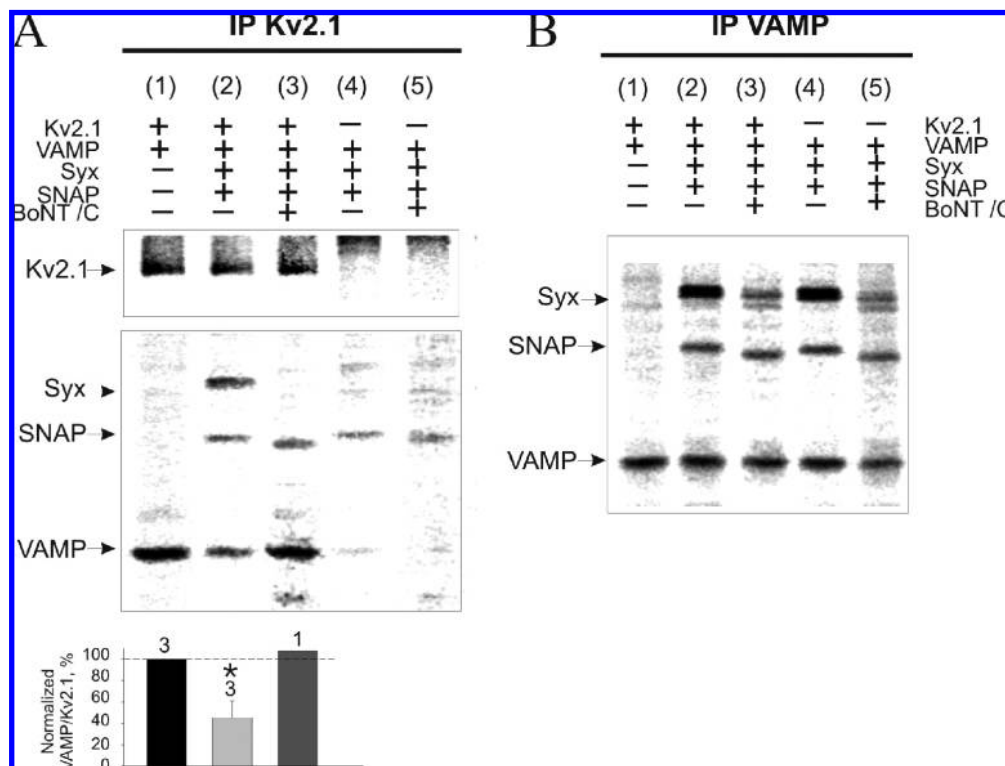 A IP Kv2.1
(1) (2) (3) (4) (5)
Kv2.1 + + + − −
VAMP + + + + +
Syx − + + + +
SNAP − + + + +
BoNT /C − − + − +
Kv2.1
Syx
SNAP
VAMP
Normalized
VAMP/Kv2.1, %
100
80
60
40
20
0
3
*
3
1
B IP VAMP
(1) (2) (3) (4) (5)
+ + + − − Kv2.1
+ + + + + VAMP
− + + + + Syx
− + + + + SNAP
− − + − + BoNT /C
Syx
SNAP
VAMP